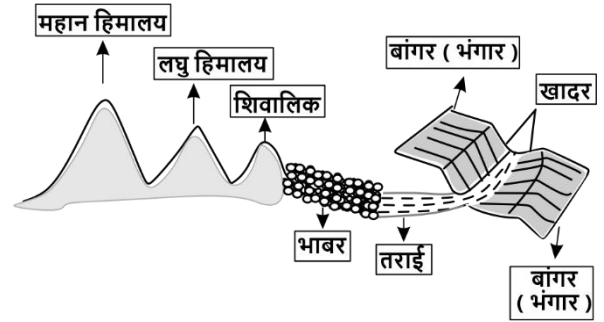 महान हिमालय
लघु हिमालय
शिवालिक
बांगर ( भंगार )
खादर
भाबर
तराई
बांगर
( भंगार )